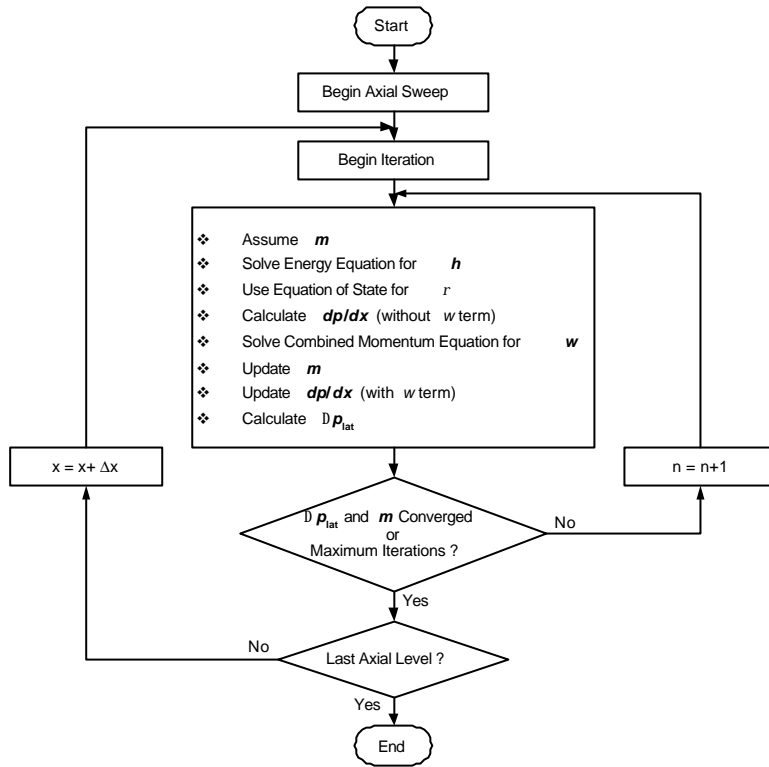 Start
Begin Axial Sweep
Begin Iteration
❖ Assume m
❖ Solve Energy Equation for h
❖ Use Equation of State for r
❖ Calculate dp/dx (without w term)
❖ Solve Combined Momentum Equation for w
❖ Update m
❖ Update dp/dx (with w term)
❖ Calculate D p_lat
x = x+ Δx
n = n+1
D p_lat and m Converged
or
Maximum Iterations ?
No
Yes
No
Last Axial Level ?
Yes
End